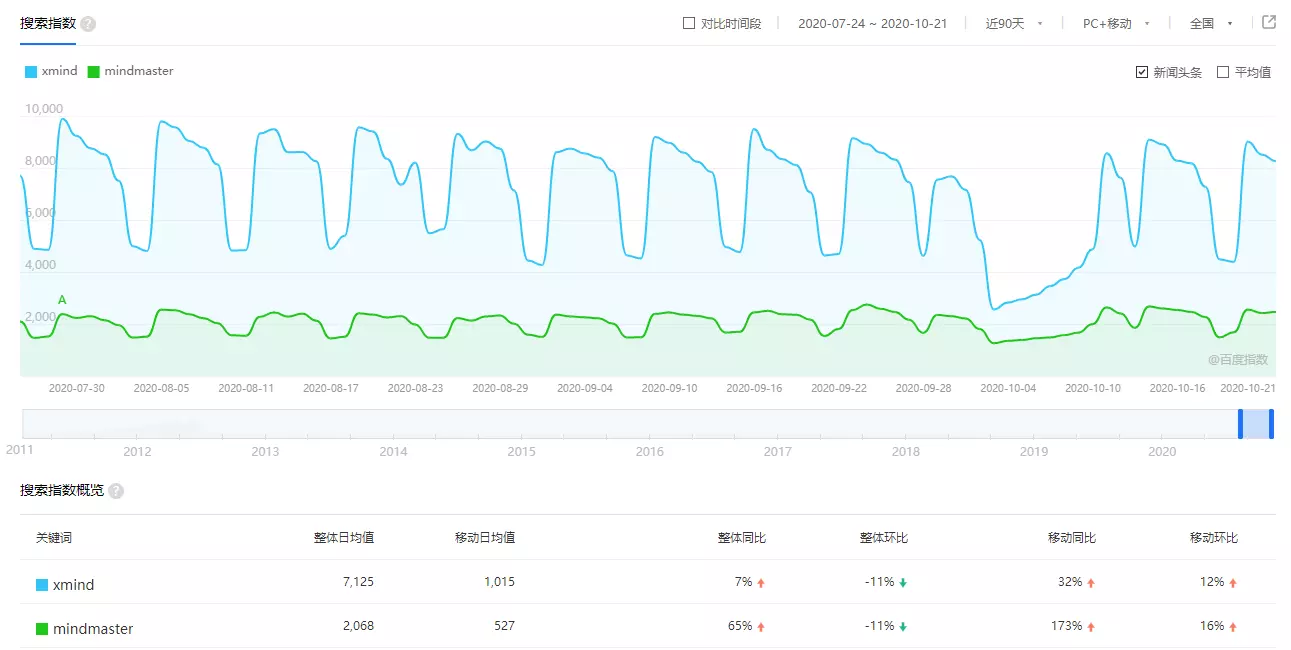 搜索指数 ?
对比时间段 2020-07-24 ~ 2020-10-21 近90天 PC+移动 全国
xmind mindmaster 新闻头条 平均值
10,000
8,000
6,000
4,000
A
2,000
@百度指数
2020-07-30 2020-08-05 2020-08-11 2020-08-17 2020-08-23 2020-08-29 2020-09-04 2020-09-10 2020-09-16 2020-09-22 2020-09-28 2020-10-04 2020-10-10 2020-10-16 2020-10-21
2011 2012 2013 2014 2015 2016 2017 2018 2019 2020
搜索指数概览 ?
关键词 整体日均值 移动日均值 整体同比 整体环比 移动同比 移动环比
xmind 7,125 1,015 7% -11% 32% 12%
mindmaster 2,068 527 65% -11% 173% 16%